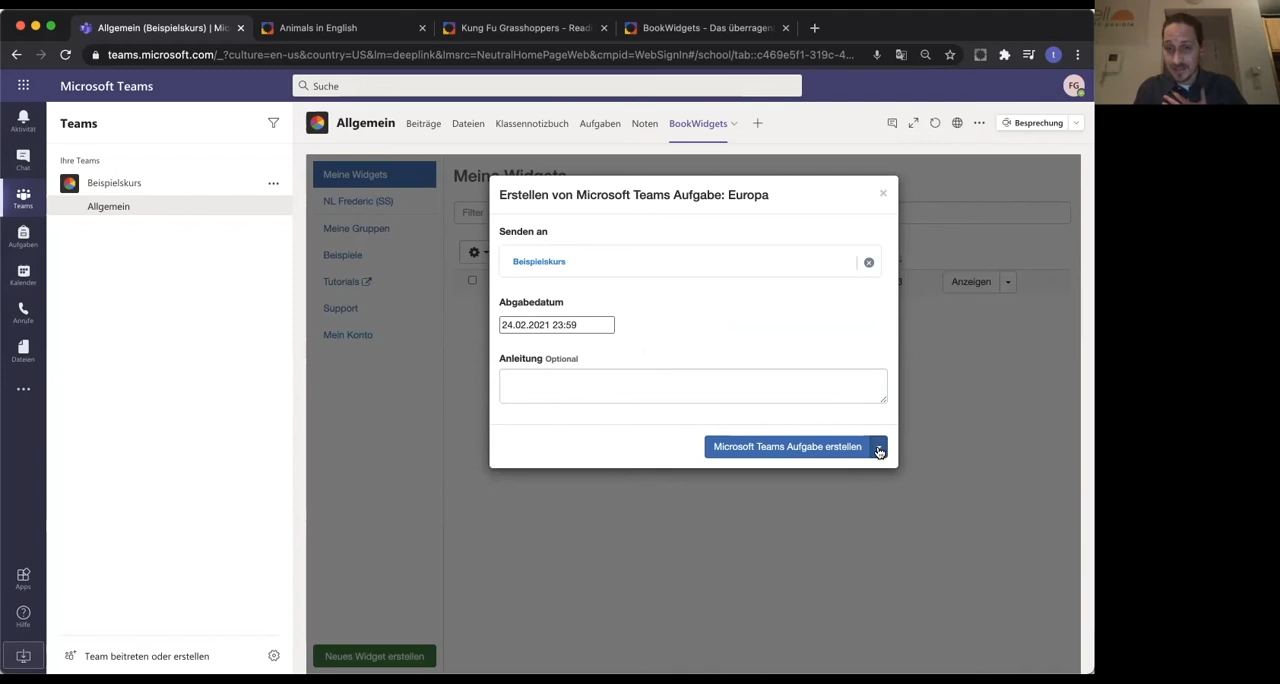 Allgemein (Beispielskurs) | Mic
Animals in English
Kung Fu Grasshoppers - Readi
BookWidgets - Das überragen
teams.microsoft.com/_?culture=en-us&country=US&lm=deeplink&lmsrc=NeutralHomePageWeb&cmpid=WebSignIn#/school/tab::c469e5f1-319c-4...
t
Microsoft Teams
Suche
FG
Aktivität
Chat
Teams
Aufgaben
Kalender
Anrufe
Dateien
Apps
Hilfe
Teams
Ihre Teams
Beispielskurs
Allgemein
Team beitreten oder erstellen
Allgemein
Beiträge
Dateien
Klassennotizbuch
Aufgaben
Noten
BookWidgets
Besprechung
Meine Widgets
NL Frederic (SS)
Meine Gruppen
Beispiele
Tutorials
Support
Mein Konto
Neues Widget erstellen
Meine Widgets
Filter
Anzeigen
Erstellen von Microsoft Teams Aufgabe: Europa
Senden an
Beispielskurs
Abgabedatum
24.02.2021 23:59
Anleitung Optional
Microsoft Teams Aufgabe erstellen